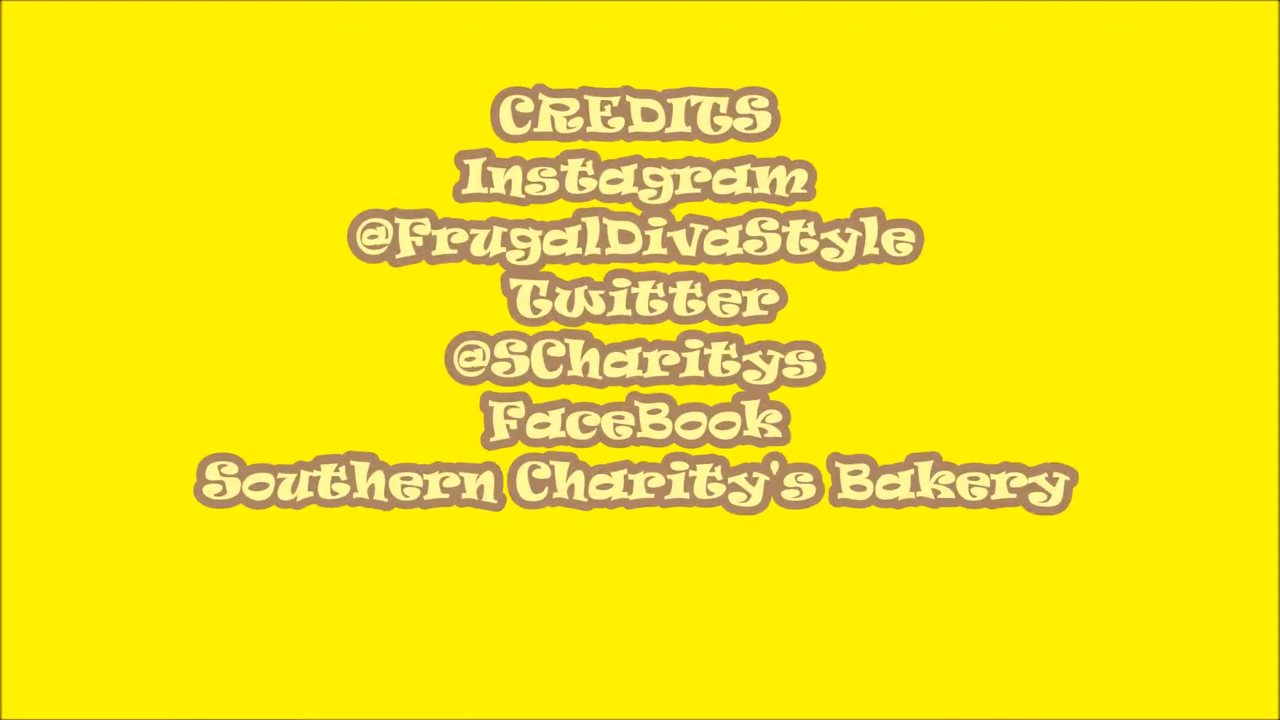 CREDITS
Instagram
@FrugalDivaStyle
Twitter
@SCharitys
FaceBook
Southern Charity's Bakery